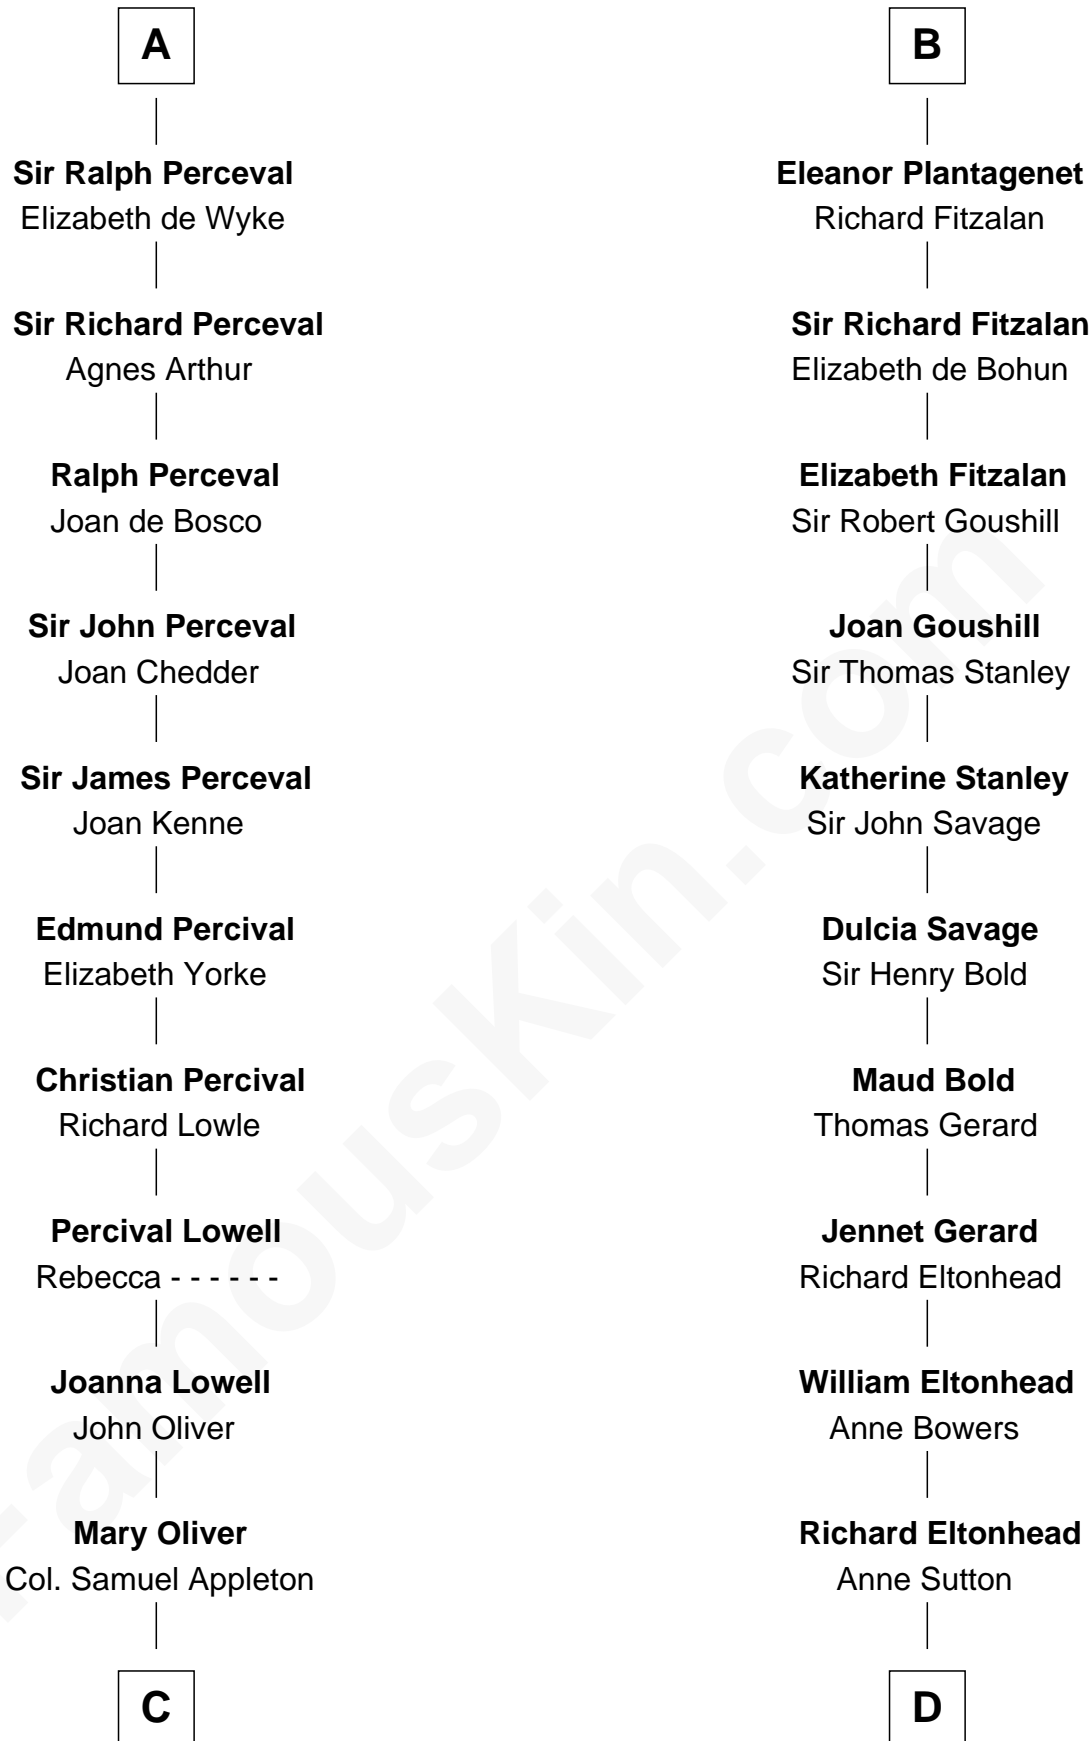 A
Sir Ralph Perceval
Elizabeth de Wyke
Sir Richard Perceval
Agnes Arthur
Ralph Perceval
Joan de Bosco
Sir John Perceval
Joan Chedder
Sir James Perceval
Joan Kenne
Edmund Percival
Elizabeth Yorke
Christian Percival
Richard Lowle
Percival Lowell
Rebecca - - - - - -
Joanna Lowell
John Oliver
Mary Oliver
Col. Samuel Appleton
C
B
Eleanor Plantagenet
Richard Fitzalan
Sir Richard Fitzalan
Elizabeth de Bohun
Elizabeth Fitzalan
Sir Robert Goushill
Joan Goushill
Sir Thomas Stanley
Katherine Stanley
Sir John Savage
Dulcia Savage
Sir Henry Bold
Maud Bold
Thomas Gerard
Jennet Gerard
Richard Eltonhead
William Eltonhead
Anne Bowers
Richard Eltonhead
Anne Sutton
D
FamousKin.com